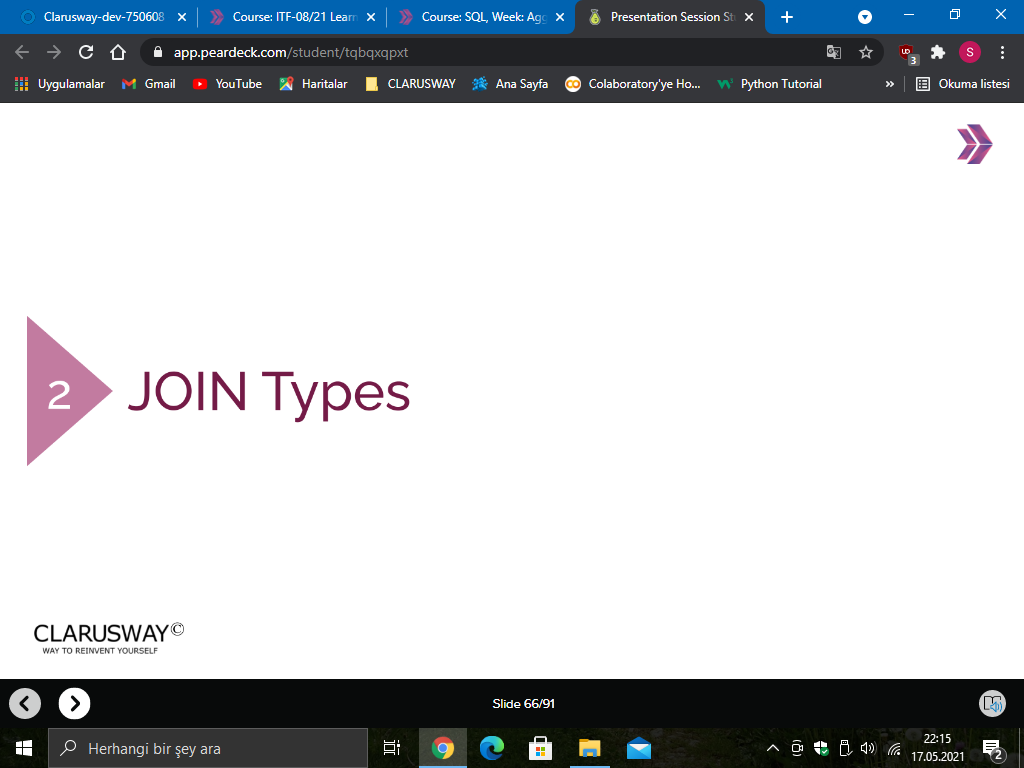 Clarusway-dev-750608
Course: ITF-08/21 Learn
Course: SQL, Week: Agg
Presentation Session St
app.peardeck.com/student/tqbqxqpxt
3
S
Uygulamalar
Gmail
YouTube
Haritalar
CLARUSWAY
Ana Sayfa
Colaboratory'ye Ho...
Python Tutorial
»
Okuma listesi
2
JOIN Types
CLARUSWAY©
WAY TO REINVENT YOURSELF
Slide 66/91
Herhangi bir şey ara
22:15
17.05.2021
2